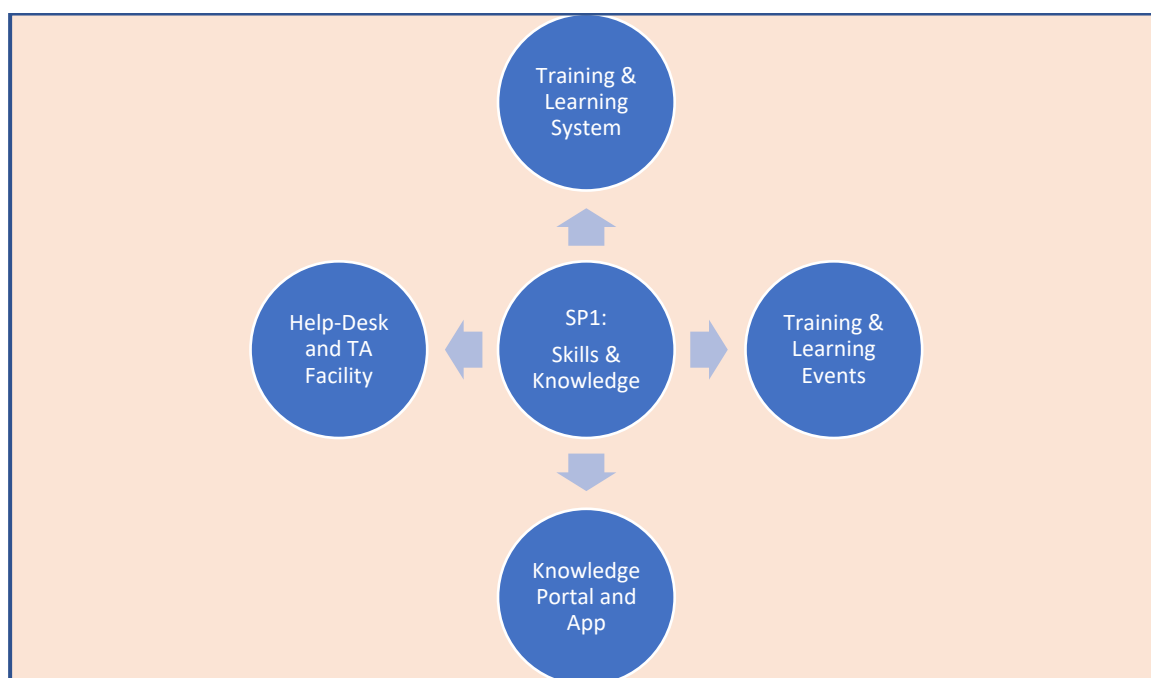 Training &
Learning
System
Help-Desk
and TA
Facility
SP1:
Skills &
Knowledge
Training &
Learning
Events
Knowledge
Portal and
App